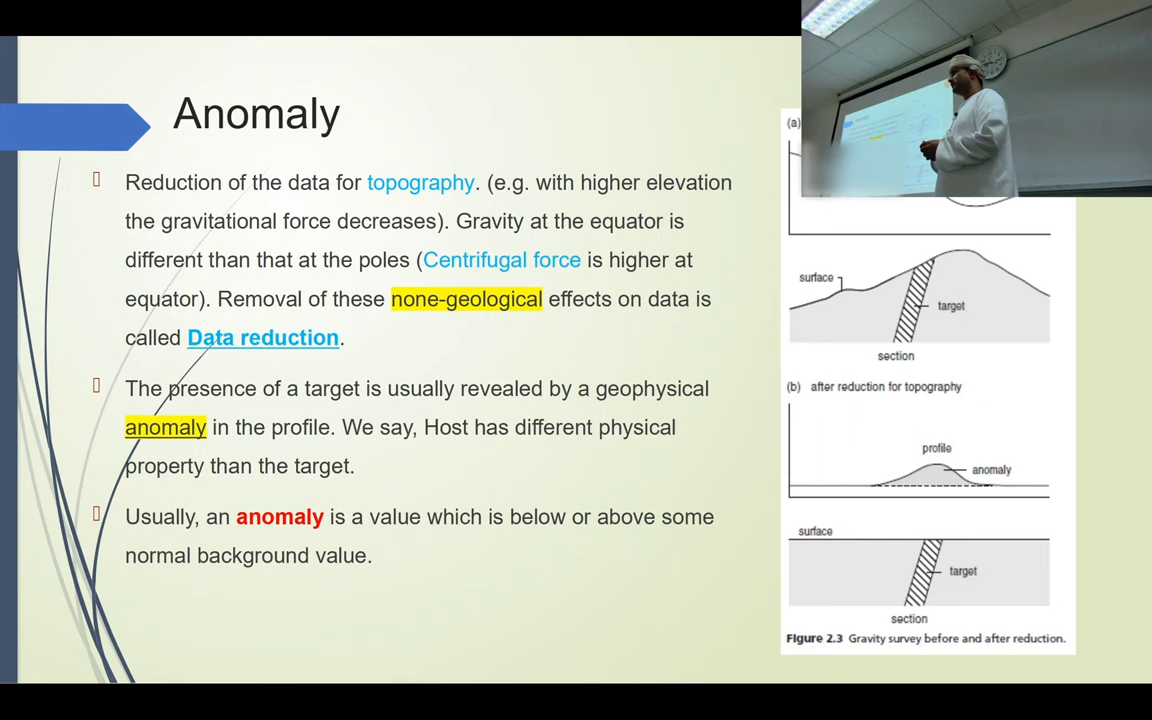 Anomaly
Reduction of the data for topography. (e.g. with higher elevation
the gravitational force decreases). Gravity at the equator is
different than that at the poles (Centrifugal force is higher at
equator). Removal of these none-geological effects on data is
called Data reduction.
The presence of a target is usually revealed by a geophysical
anomaly in the profile. We say, Host has different physical
property than the target.
Usually, an anomaly is a value which is below or above some
normal background value.
(a)
surface
target
section
(b) after reduction for topography
profile
anomaly
surface
target
section
Figure 2.3 Gravity survey before and after reduction.